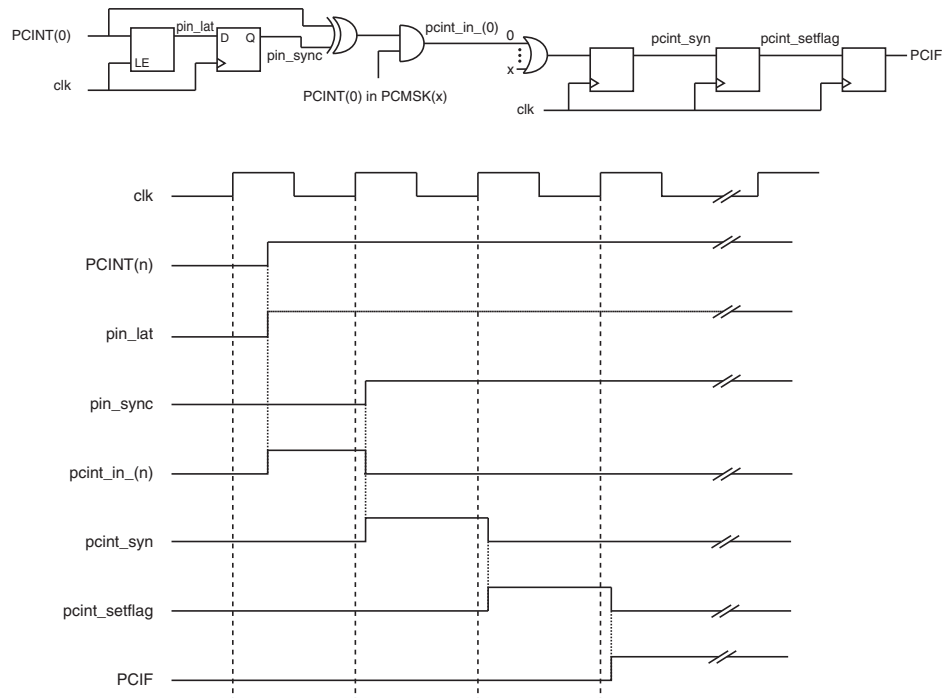 PCINT(0)
pin_lat
LE
D Q
pin_sync
clk
PCINT(0) in PCMSK(x)
pcint_in_(0)
0
x
clk
pcint_syn
pcint_setflag
PCIF
clk
PCINT(n)
pin_lat
pin_sync
pcint_in_(n)
pcint_syn
pcint_setflag
PCIF